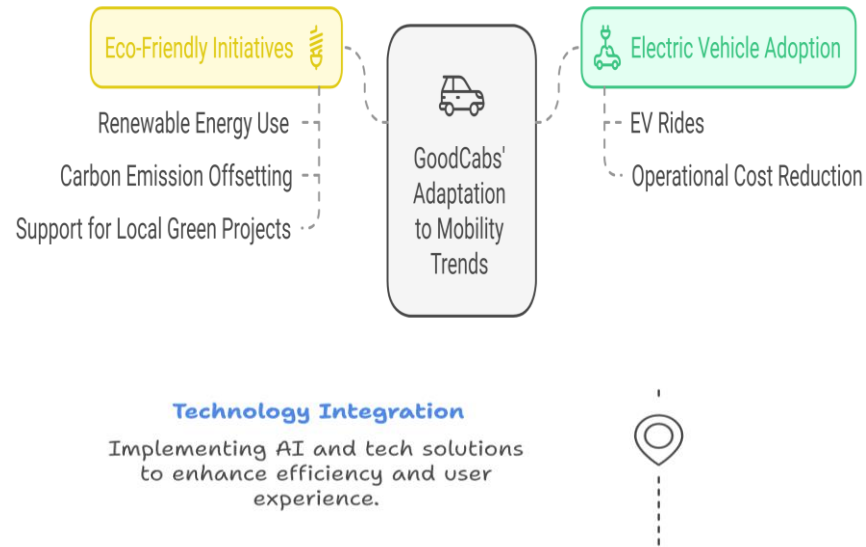 Eco-Friendly Initiatives
Renewable Energy Use
Carbon Emission Offsetting
Support for Local Green Projects
GoodCabs'
Adaptation
to Mobility
Trends
Electric Vehicle Adoption
EV Rides
Operational Cost Reduction
Technology Integration
Implementing AI and tech solutions
to enhance efficiency and user
experience.